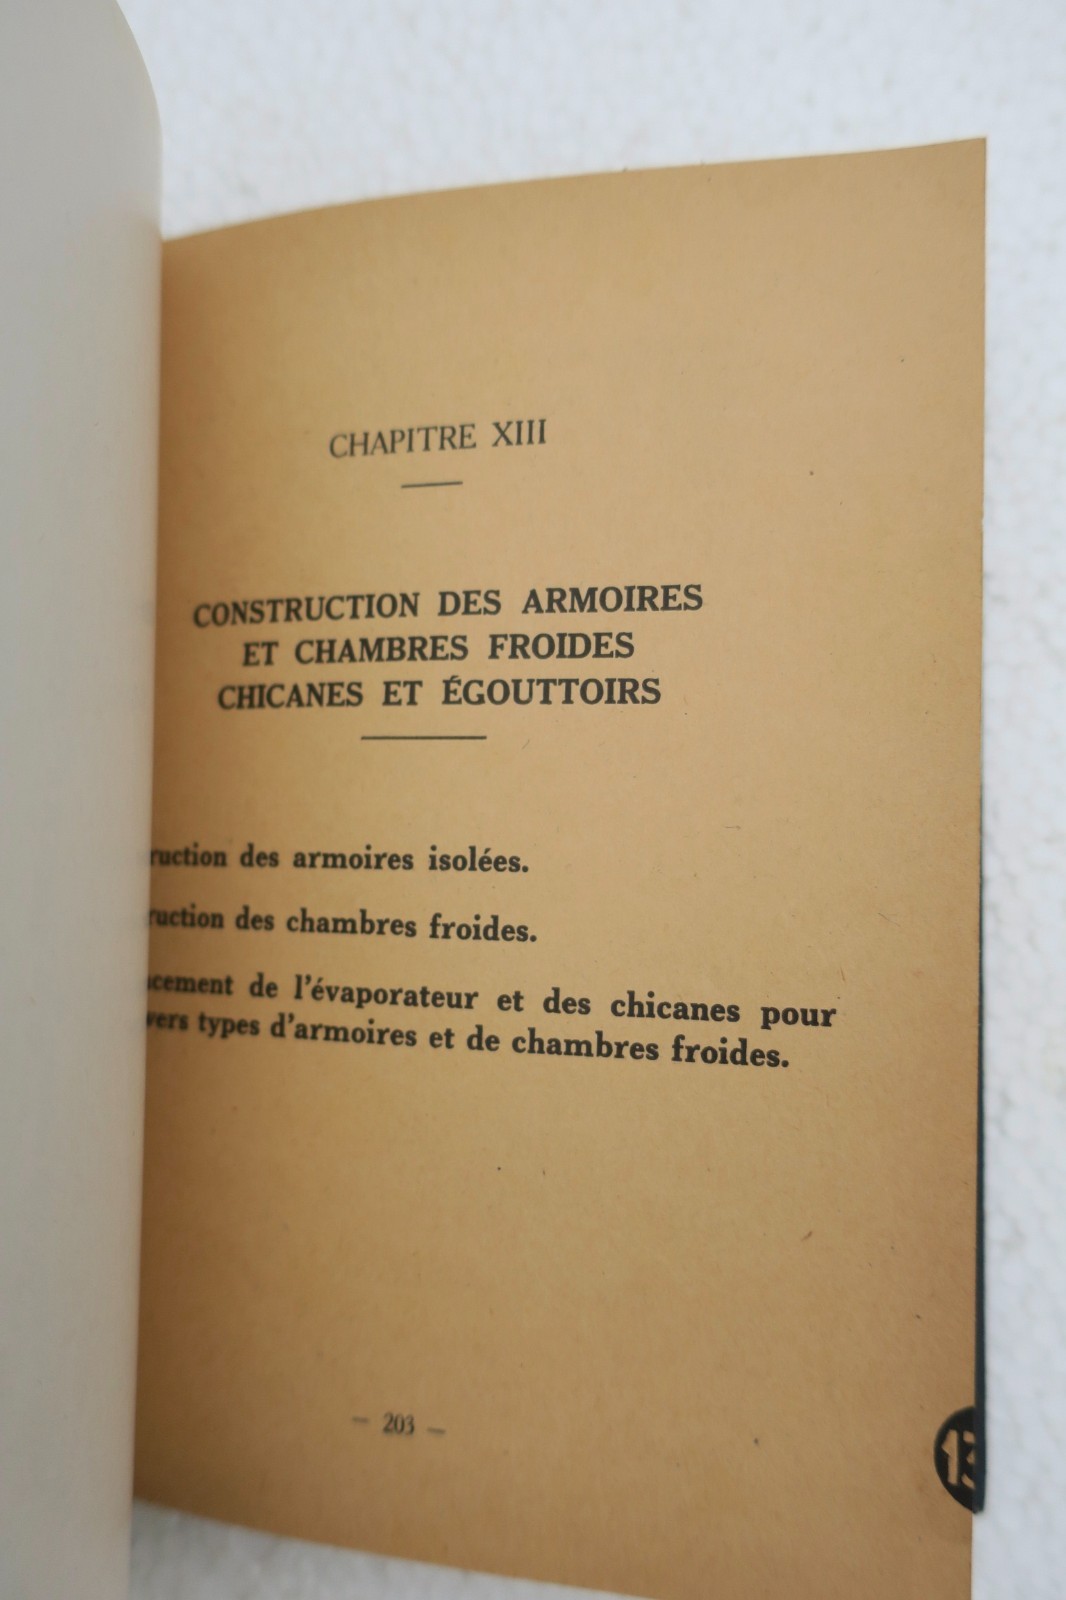 CHAPITRE XIII
CONSTRUCTION DES ARMOIRES
ET CHAMBRES FROIDES
CHICANES ET ÉGOUTTOIRS
ruction des armoires isolées.
ruction des chambres froides.
cement de l'évaporateur et des chicanes pour
vers types d'armoires et de chambres froides.
— 203 —
13